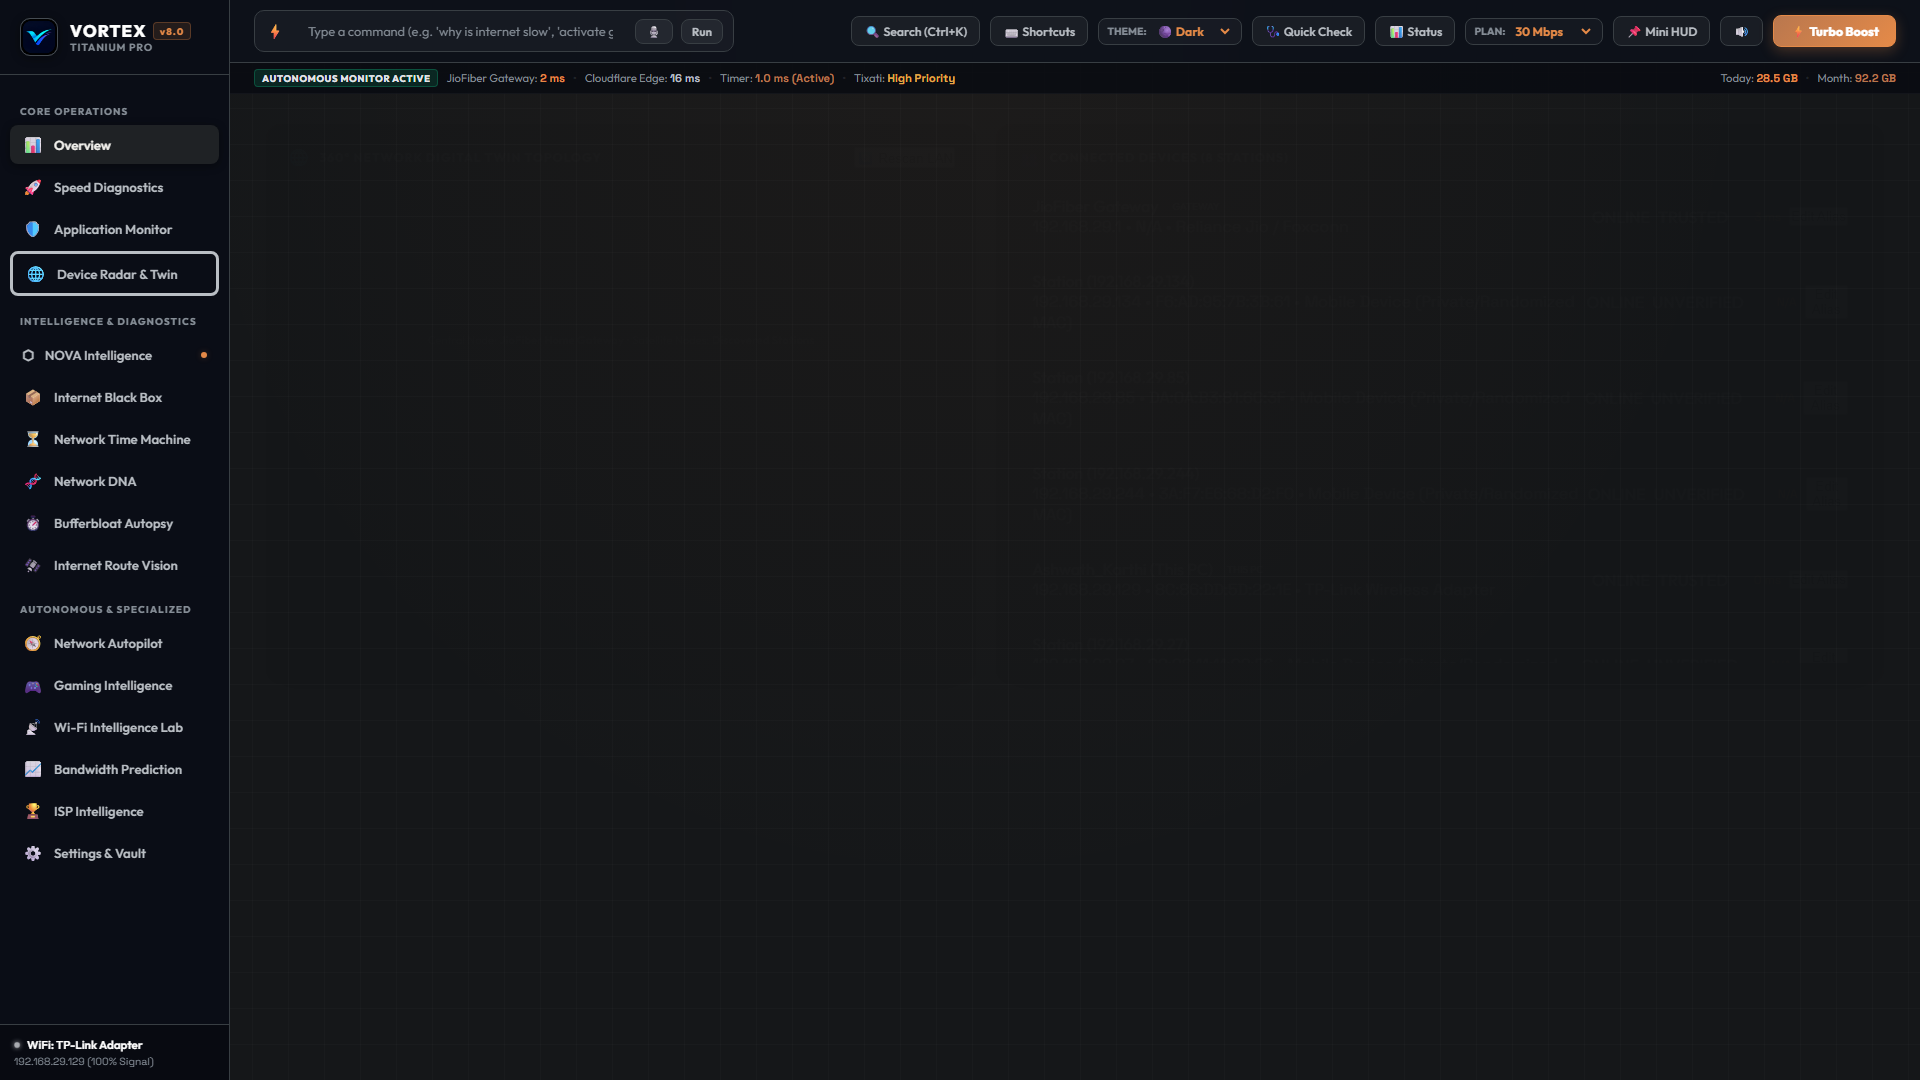 VORTEX v8.0
TITANIUM PRO
Type a command (e.g. 'why is internet slow', 'activate g
Run
Search (Ctrl+K)
Shortcuts
THEME: Dark
Quick Check
Status
PLAN: 30 Mbps
Mini HUD
Turbo Boost
AUTONOMOUS MONITOR ACTIVE JioFiber Gateway: 2 ms · Cloudflare Edge: 16 ms · Timer: 1.0 ms (Active) · Tixati: High Priority
Today: 28.5 GB · Month: 92.2 GB
CORE OPERATIONS
Overview
Speed Diagnostics
Application Monitor
Device Radar & Twin
INTELLIGENCE & DIAGNOSTICS
NOVA Intelligence
Internet Black Box
Network Time Machine
Network DNA
Bufferbloat Autopsy
Internet Route Vision
AUTONOMOUS & SPECIALIZED
Network Autopilot
Gaming Intelligence
Wi-Fi Intelligence Lab
Bandwidth Prediction
ISP Intelligence
Settings & Vault
WiFi: TP-Link Adapter
192.168.29.129 (100% Signal)